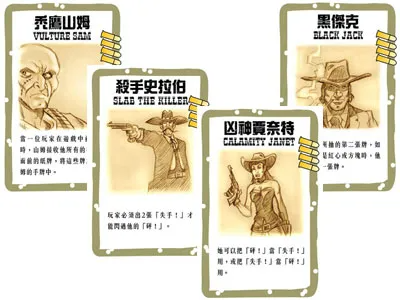 禿鷹山姆
VULTURE SAM
當一位玩家在遊戲中
時，山姆接收他所有的
面前的紙牌，將這些牌
姆的手牌中。
殺手史拉伯
SLAB THE KILLER
玩家必須出2張「失手！」才
能閃過他的「砰！」。
凶神賈奈特
CALAMITY JANET
她可以把「砰！」當「失手！」
用，或把「失手！」當「砰！」
用。
黑傑克
BLACK JACK
抽的第二張牌，如
是紅心或方塊時，他
一張牌。